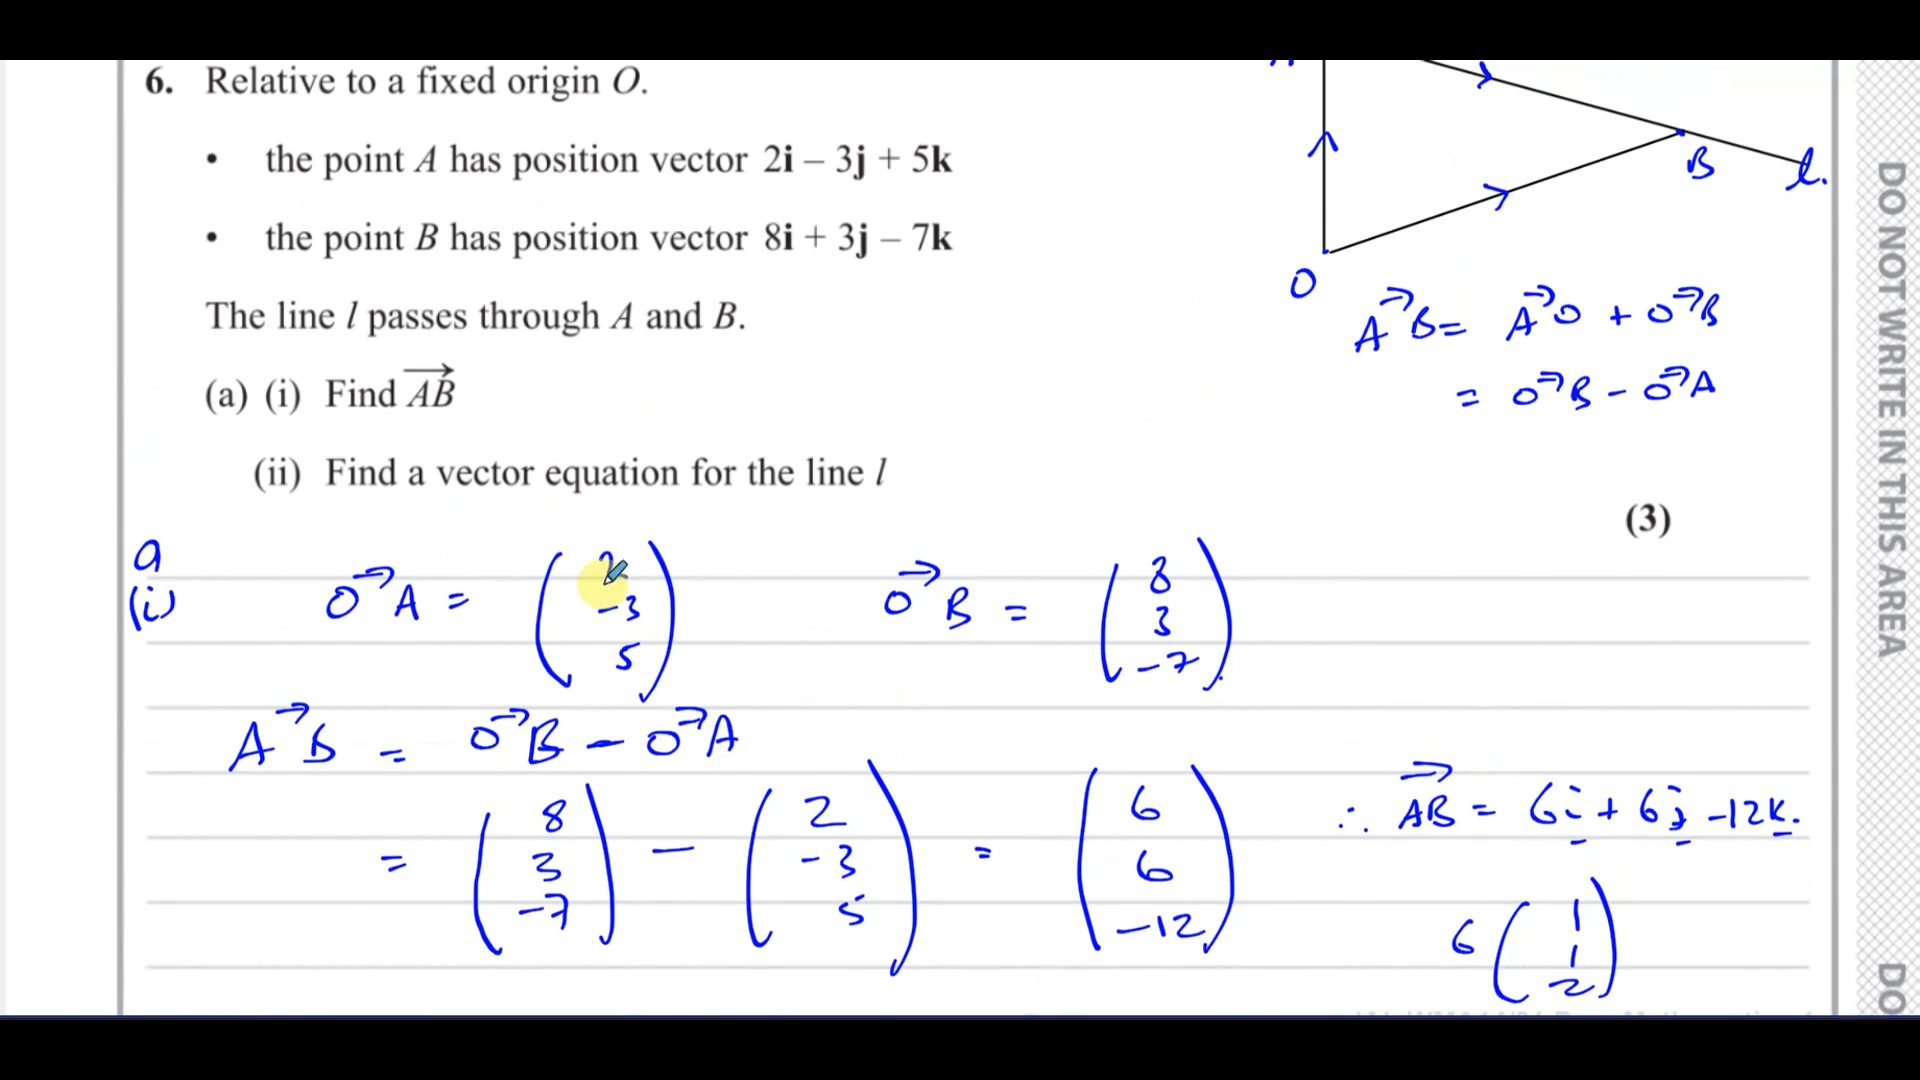 6. Relative to a fixed origin O.
• the point A has position vector 2i – 3j + 5k
• the point B has position vector 8i + 3j – 7k
The line l passes through A and B.
(a) (i) Find AB
(ii) Find a vector equation for the line l
(3)
B
l.
O
AB = AO + OB
= OB - OA
a
(i) OA = ( 2 -3 5 ) OB = ( 8 3 -7 )
AB = OB - OA
= ( 8 3 -7 ) - ( 2 -3 5 ) = ( 6 6 -12 )
∴ AB = 6i + 6j - 12k.
6 ( 1 1 2 )
DO NOT WRITE IN THIS AREA
DO